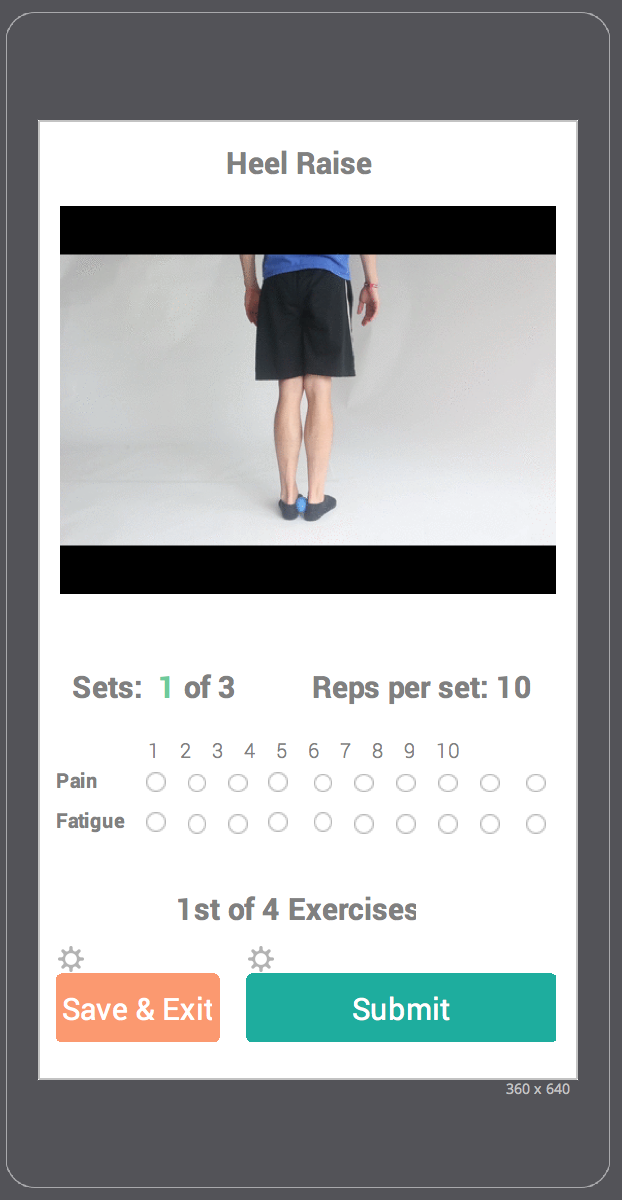 Heel Raise
Sets: 1 of 3 Reps per set: 10
1 2 3 4 5 6 7 8 9 10
Pain
Fatigue
1st of 4 Exercises
Save & Exit Submit
360 x 640